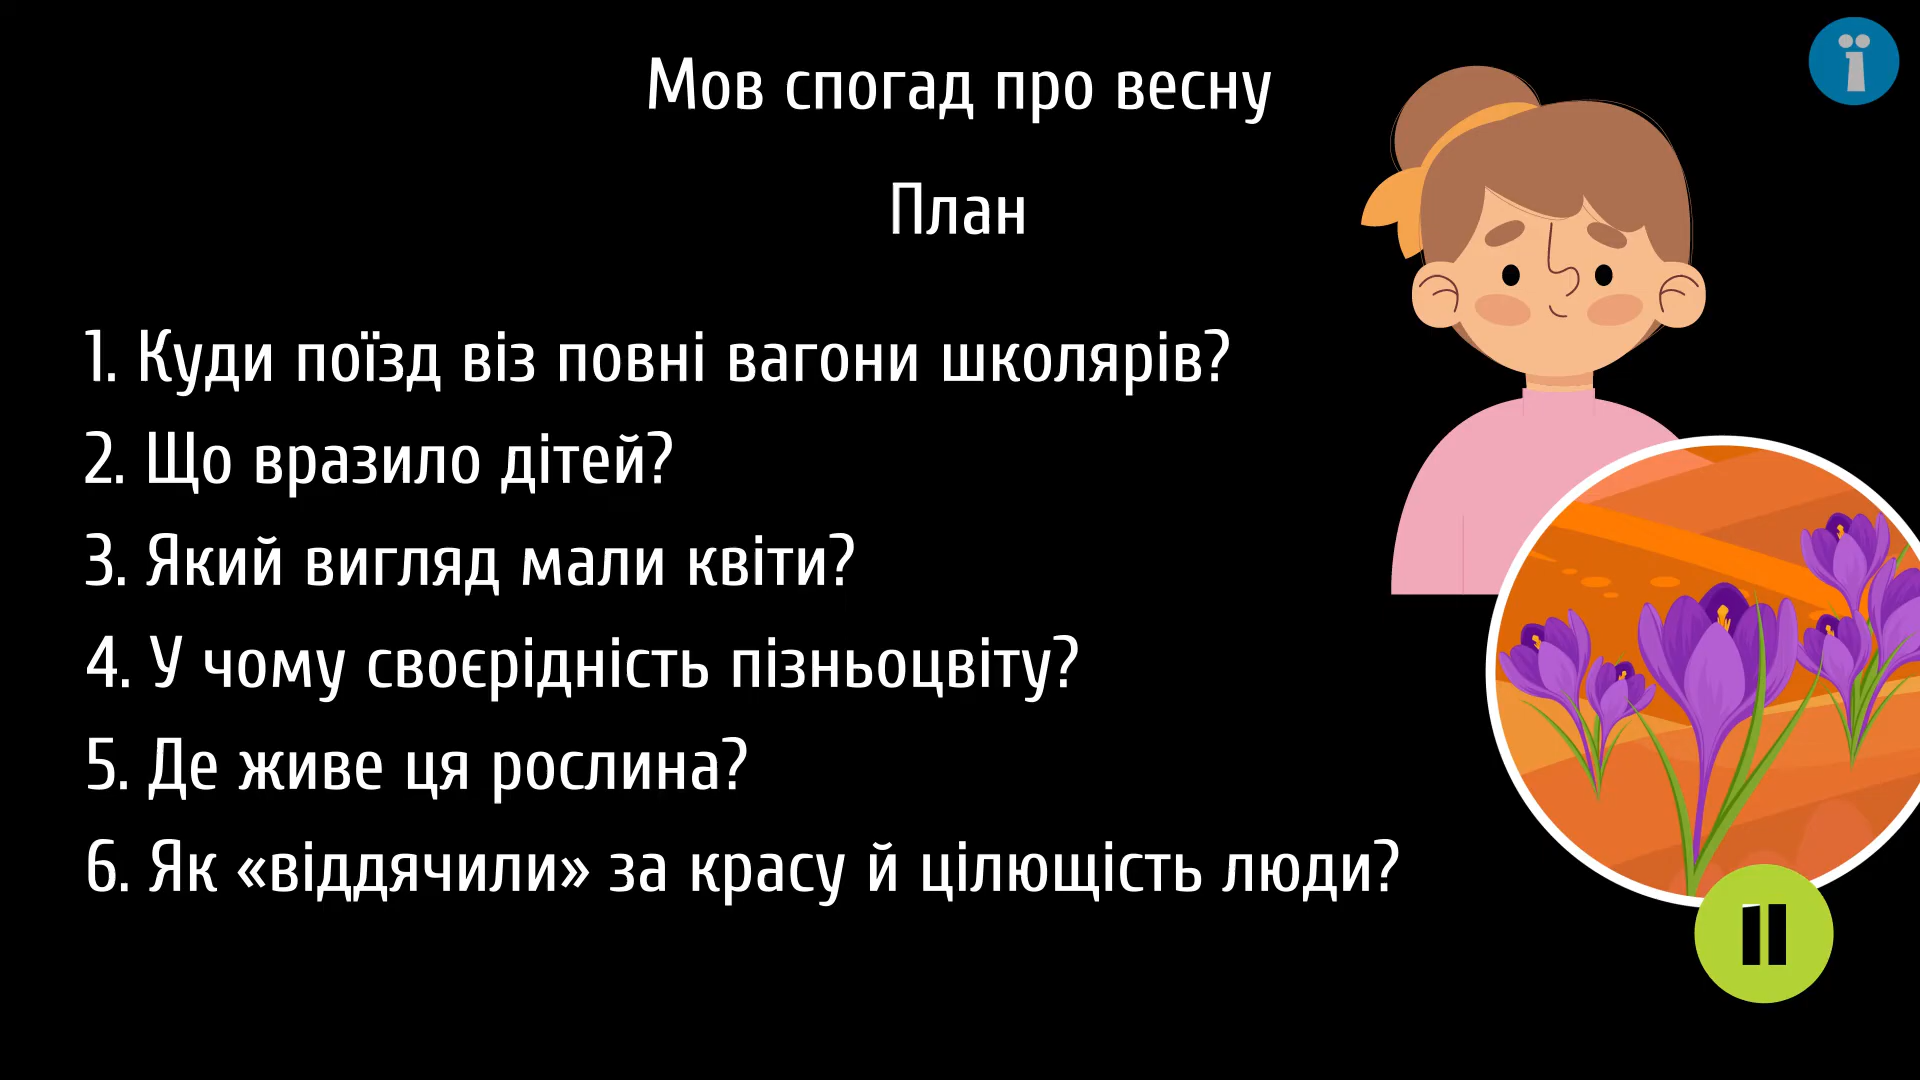 ї
Мов спогад про весну
План
1. Куди поїзд віз повні вагони школярів?
2. Що вразило дітей?
3. Який вигляд мали квіти?
4. У чому своєрідність пізньоцвіту?
5. Де живе ця рослина?
6. Як «віддячили» за красу й цілющість люди?